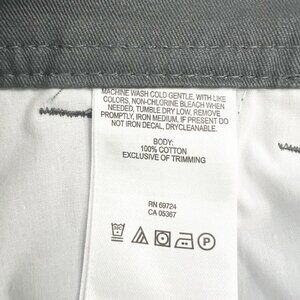 MACHINE WASH COLD GENTLE, WITH LIKE
COLORS, NON-CHLORINE BLEACH WHEN
NEEDED, TUMBLE DRY LOW, REMOVE
PROMPTLY, IRON MEDIUM, IF PRESENT DO
NOT IRON DECAL, DRYCLEANABLE.
BODY:
100% COTTON
EXCLUSIVE OF TRIMMING
RN 69724
CA 05367
P